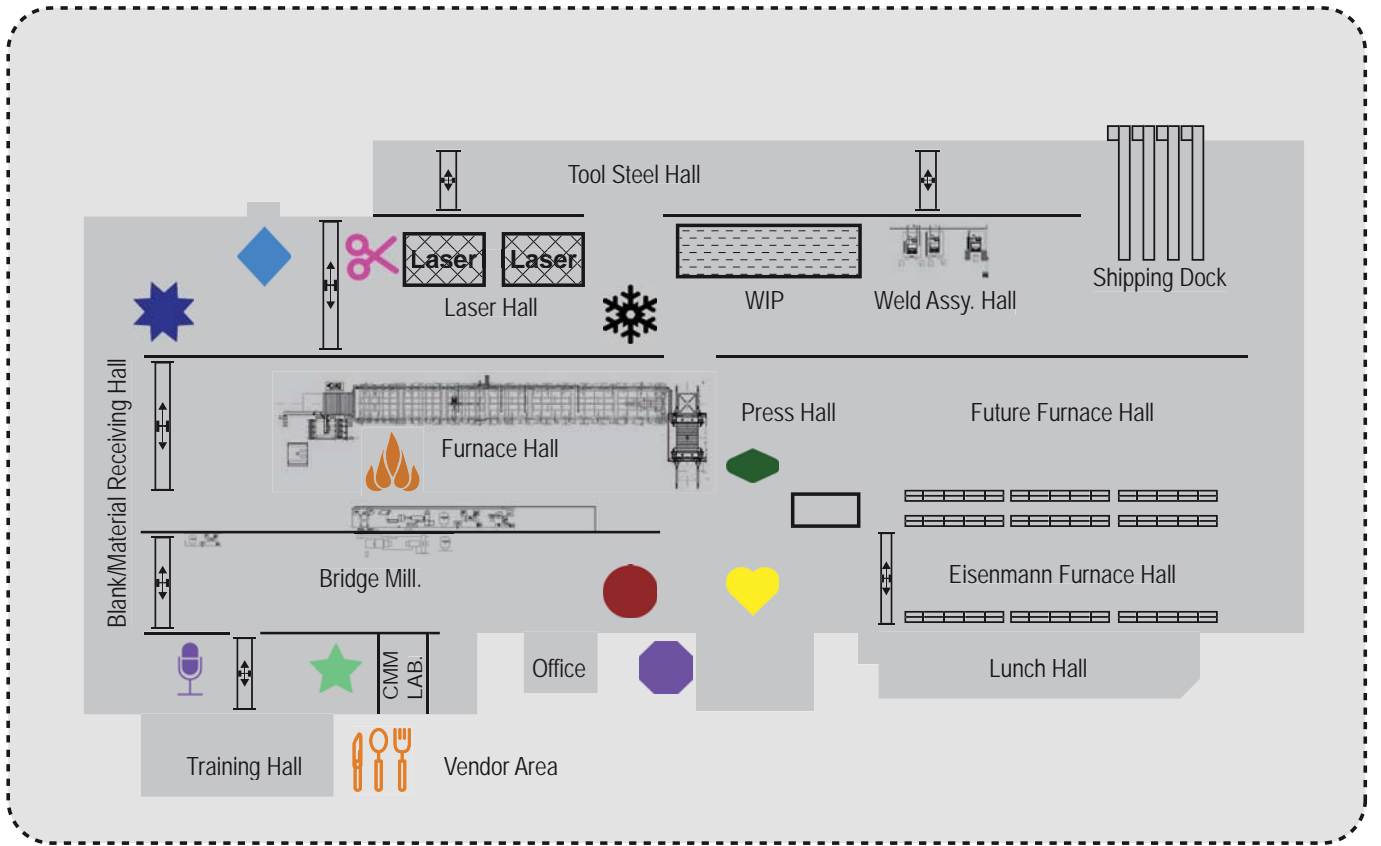 Tool Steel Hall
Laser
Laser
Laser Hall
WIP
Weld Assy. Hall
Shipping Dock
Blank/Material Receiving Hall
Furnace Hall
Press Hall
Future Furnace Hall
Bridge Mill.
Eisenmann Furnace Hall
CMM
LAB.
Office
Lunch Hall
Training Hall
Vendor Area